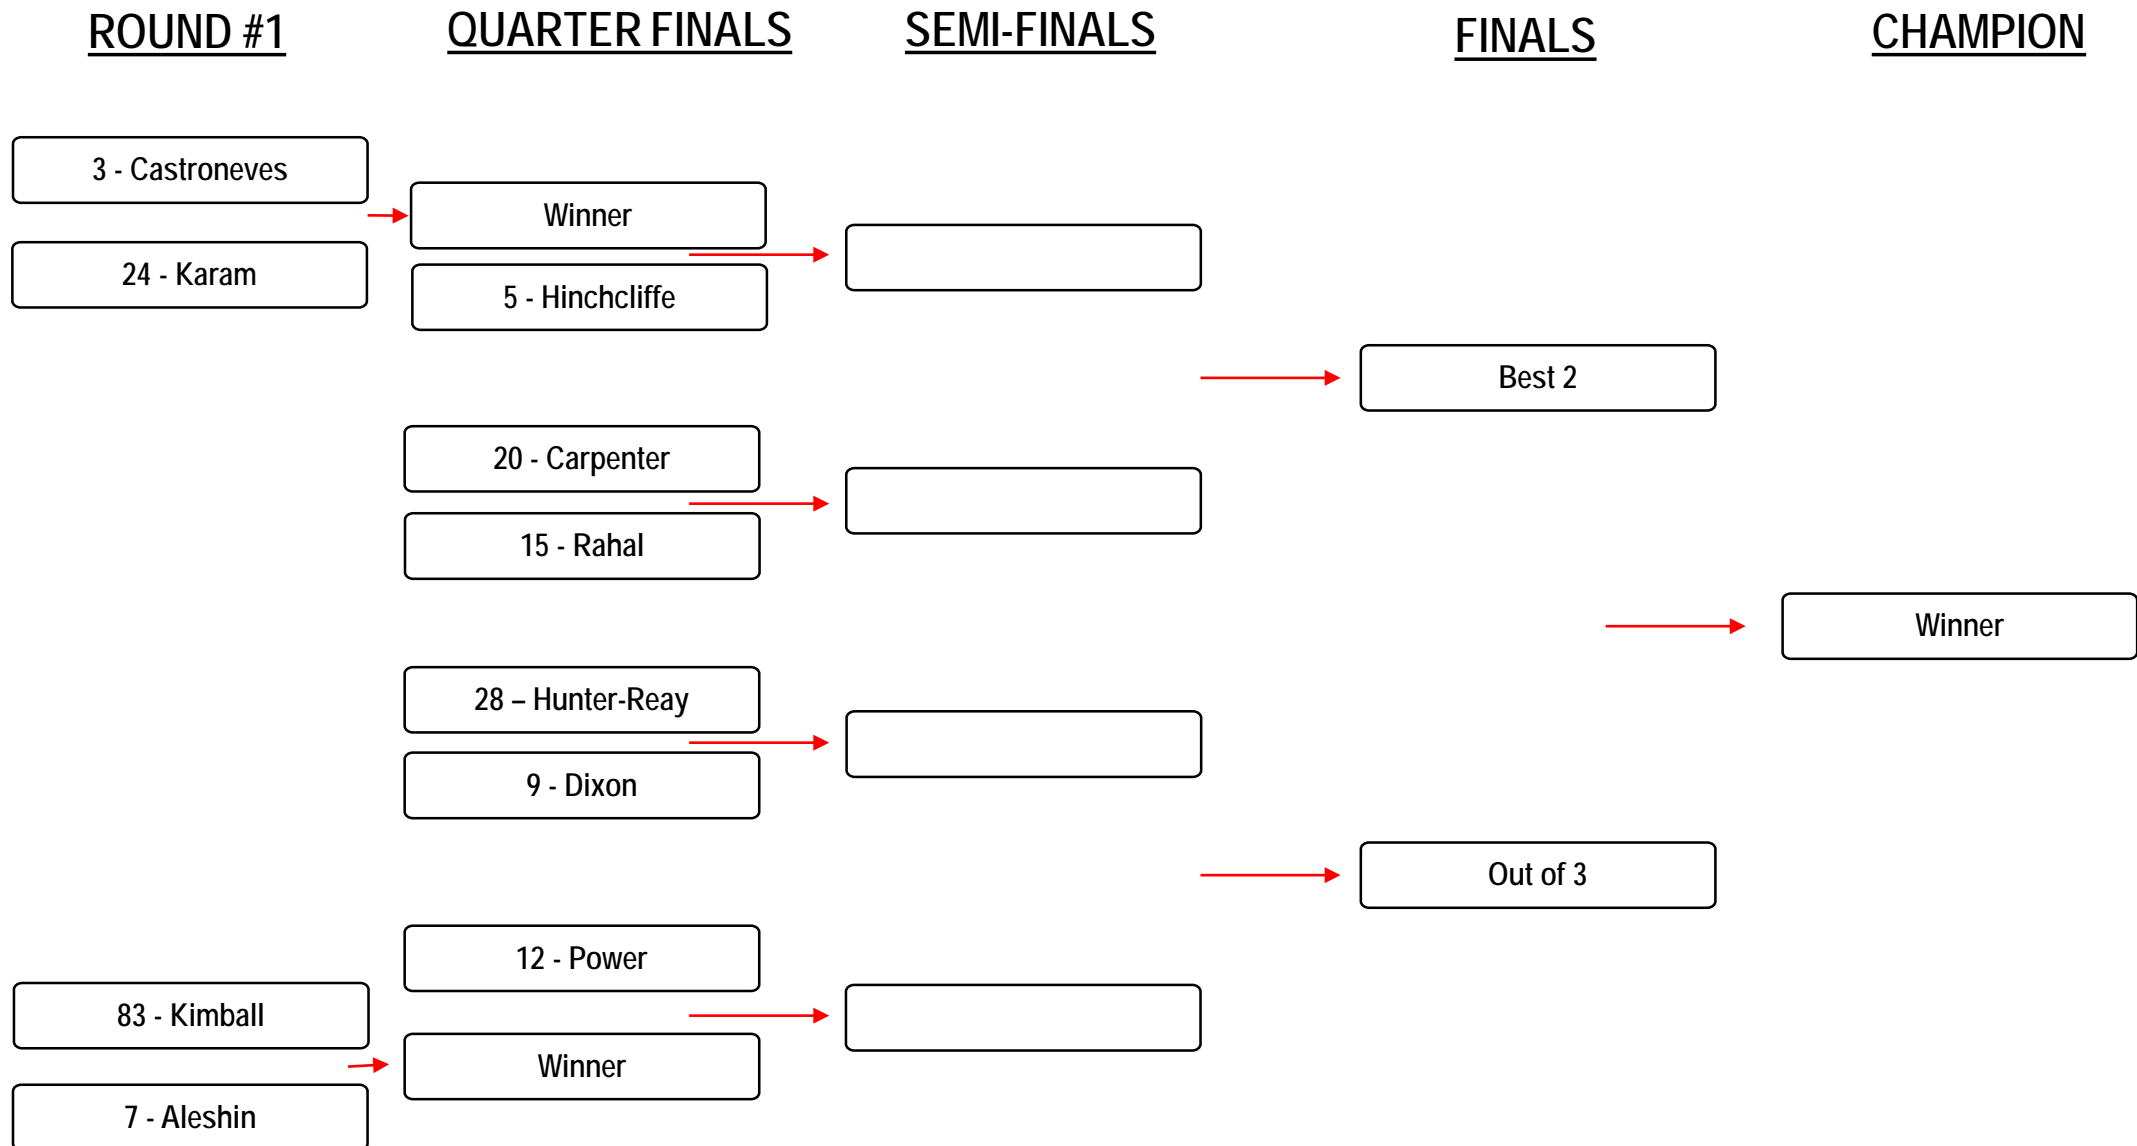 ROUND #1
QUARTER FINALS
SEMI-FINALS
FINALS
CHAMPION
3 - Castroneves
24 - Karam
Winner
5 - Hinchcliffe
20 - Carpenter
15 - Rahal
28 – Hunter-Reay
9 - Dixon
12 - Power
Winner
83 - Kimball
7 - Aleshin
Best 2
Out of 3
Winner